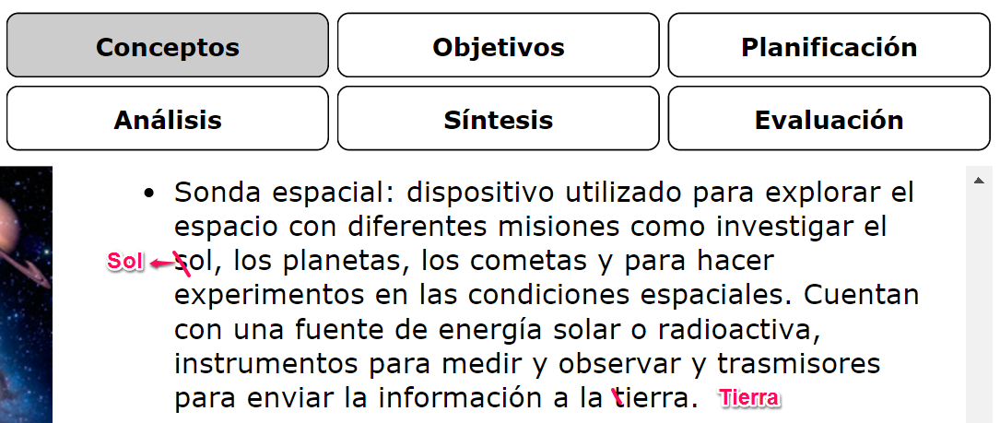 Conceptos
Objetivos
Planificación
Análisis
Síntesis
Evaluación
• Sonda espacial: dispositivo utilizado para explorar el
espacio con diferentes misiones como investigar el
Sol sol, los planetas, los cometas y para hacer
experimentos en las condiciones espaciales. Cuentan
con una fuente de energía solar o radioactiva,
instrumentos para medir y observar y trasmisores
para enviar la información a la tierra. Tierra